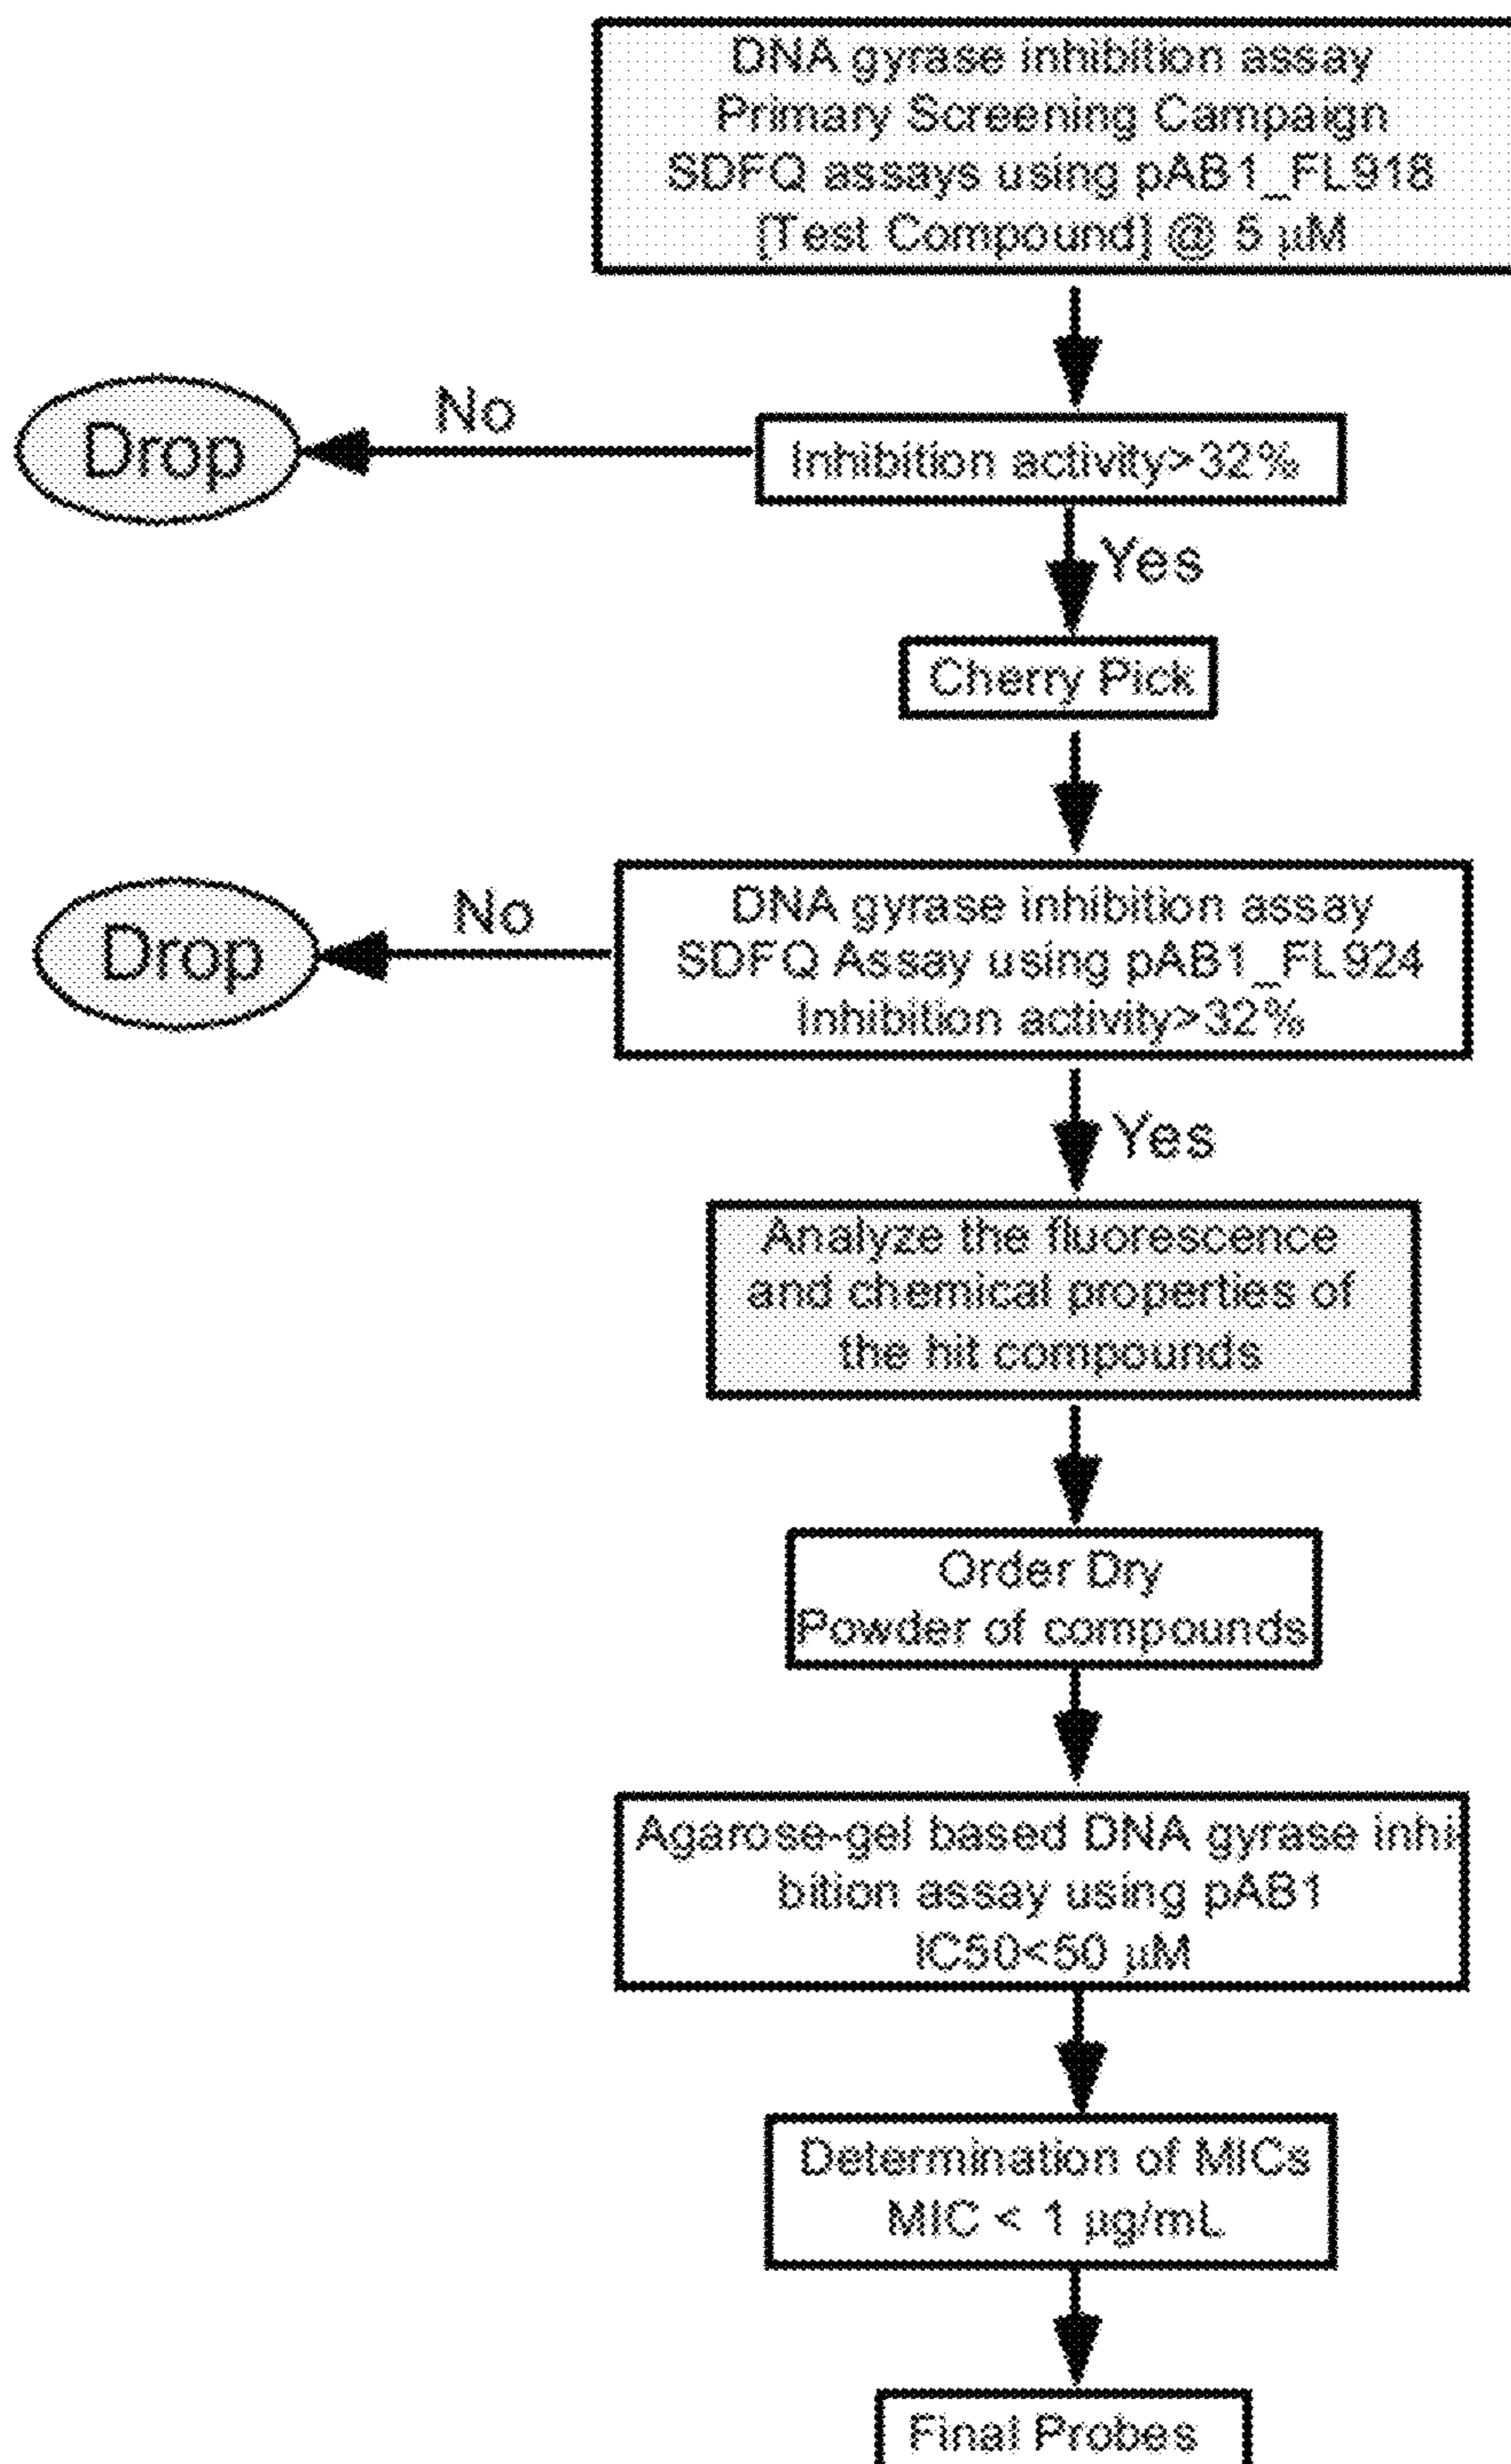 DNA gyrase inhibition assay
Primary Screening Campaign
SDFQ assays using pAB1_FL918
[Test Compound] @ 5 µM
No
Drop
Inhibition activity>32%
Yes
Cherry Pick
No
Drop
DNA gyrase inhibition assay
SDFQ Assay using pAB1_FL924
Inhibition activity>32%
Yes
Analyze the fluorescence
and chemical properties of
the hit compounds
Order Dry
Powder of compounds
Agarose-gel based DNA gyrase inhi-
bition assay using pAB1
IC50<50 µM
Determination of MICs
MIC < 1 µg/mL
Final Probes